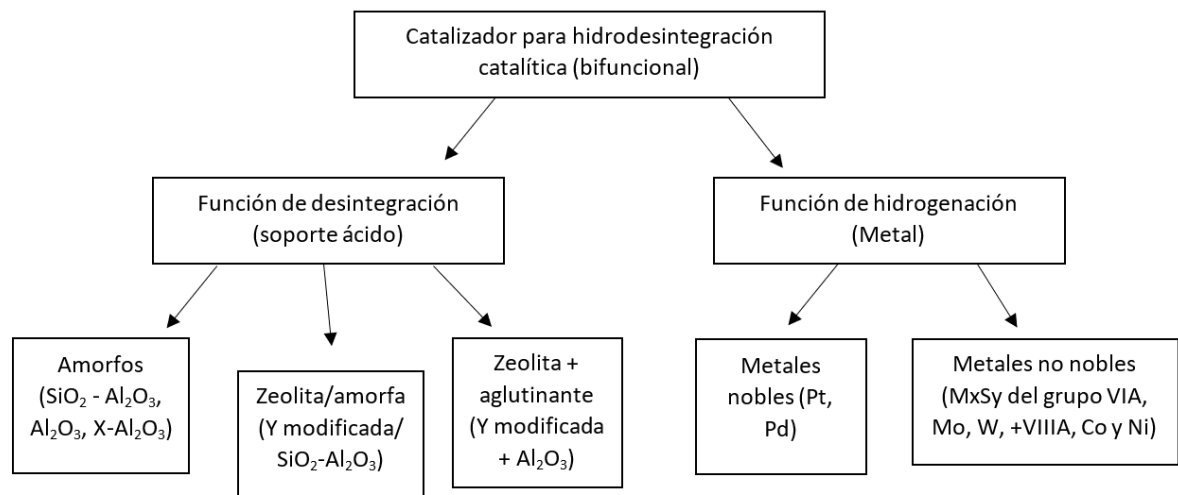 Catalizador para hidrodesintegración
catalítica (bifuncional)
Función de desintegración
(soporte ácido)
Función de hidrogenación
(Metal)
Amorfos
(SiO₂ - Al₂O₃,
Al₂O₃, X-Al₂O₃)
Zeolita/amorfa
(Y modificada/
SiO₂-Al₂O₃)
Zeolita +
aglutinante
(Y modificada
+ Al₂O₃)
Metales
nobles (Pt,
Pd)
Metales no nobles
(MxSy del grupo VIA,
Mo, W, +VIIIA, Co y Ni)